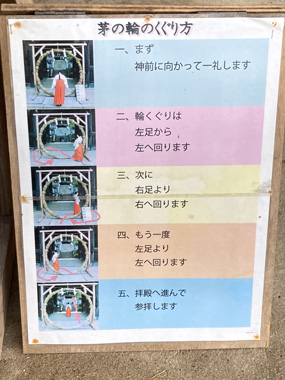 茅の輪のくぐり方
一、まず
神前に向かって一礼します
二、輪くぐりは
左足から
左へ回ります
三、次に
右足より
右へ回ります
四、もう一度
左足より
左へ回ります
五、拝殿へ進んで
参拝します